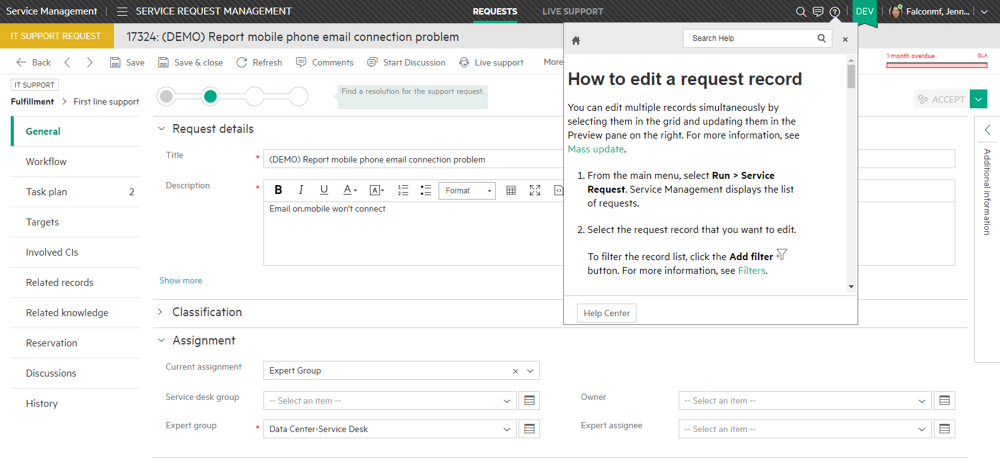 Service Management
SERVICE REQUEST MANAGEMENT
REQUESTS
LIVE SUPPORT
DEV
Falconmf, Jenn...
IT SUPPORT REQUEST
17324: (DEMO) Report mobile phone email connection problem
Back
Save
Save & close
Refresh
Comments
Start Discussion
Live support
More
1 month overdue
OLA
IT SUPPORT
Fulfillment > First line support
Find a resolution for the support request.
ACCEPT
General
Workflow
Task plan 2
Targets
Involved CIs
Related records
Related knowledge
Reservation
Discussions
History
Request details
Title * (DEMO) Report mobile phone email connection problem
Description *
B I U A A Format
Email on.mobile won't connect
Show more
Classification
Assignment
Current assignment Expert Group
Service desk group -- Select an item --
Owner -- Select an item --
Expert group * Data Center-Service Desk
Expert assignee -- Select an item --
Search Help
How to edit a request record
You can edit multiple records simultaneously by
selecting them in the grid and updating them in the
Preview pane on the right. For more information, see
Mass update.
1. From the main menu, select Run > Service
Request. Service Management displays the list
of requests.
2. Select the request record that you want to edit.
To filter the record list, click the Add filter
button. For more information, see Filters.
Help Center
Additional information